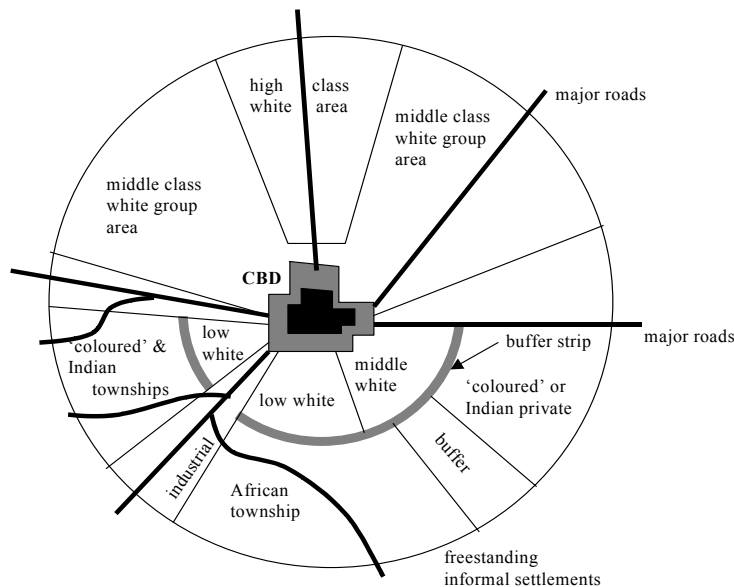 high class
white area
major roads
middle class
white group
area
middle class
white group
area
CBD
low
white
'coloured' &
Indian
townships
middle
white
low white
buffer strip
major roads
'coloured' or
Indian private
buffer
industrial
African
township
freestanding
informal settlements